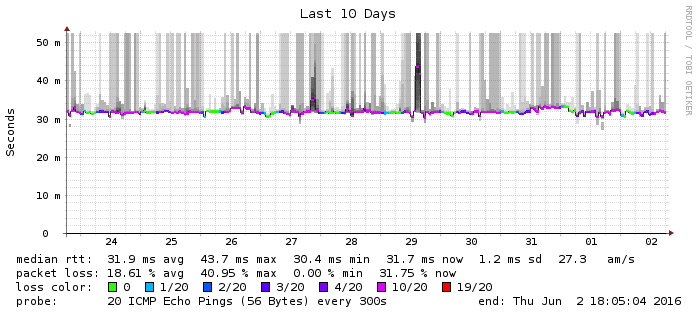 Last 10 Days
RRDTOOL / TOBI OETIKER
Seconds
50 m
40 m
30 m
20 m
10 m
0
24 25 26 27 28 29 30 31 01 02
median rtt: 31.9 ms avg 43.7 ms max 30.4 ms min 31.7 ms now 1.2 ms sd 27.3 am/s
packet loss: 18.61 % avg 40.95 % max 0.00 % min 31.75 % now
loss color: 0 1/20 2/20 3/20 4/20 10/20 19/20
probe: 20 ICMP Echo Pings (56 Bytes) every 300s end: Thu Jun 2 18:05:04 2016